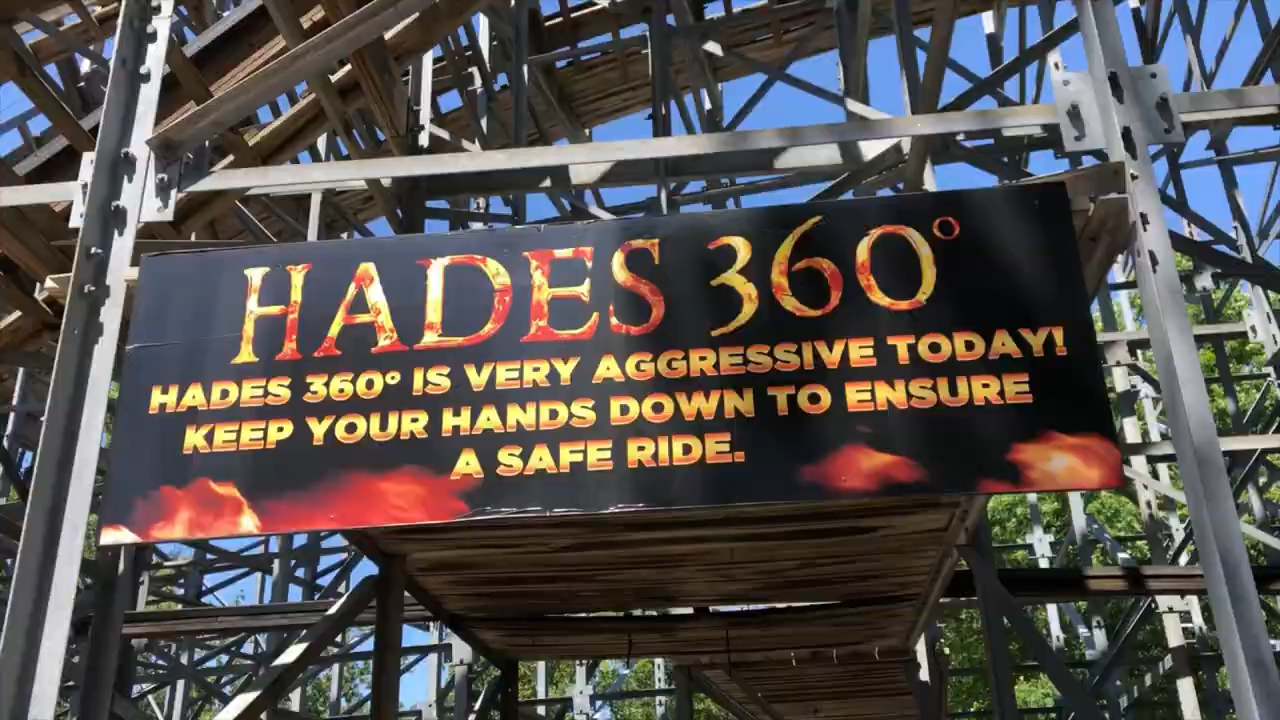 HADES 360°
HADES 360° IS VERY AGGRESSIVE TODAY!
KEEP YOUR HANDS DOWN TO ENSURE
A SAFE RIDE.